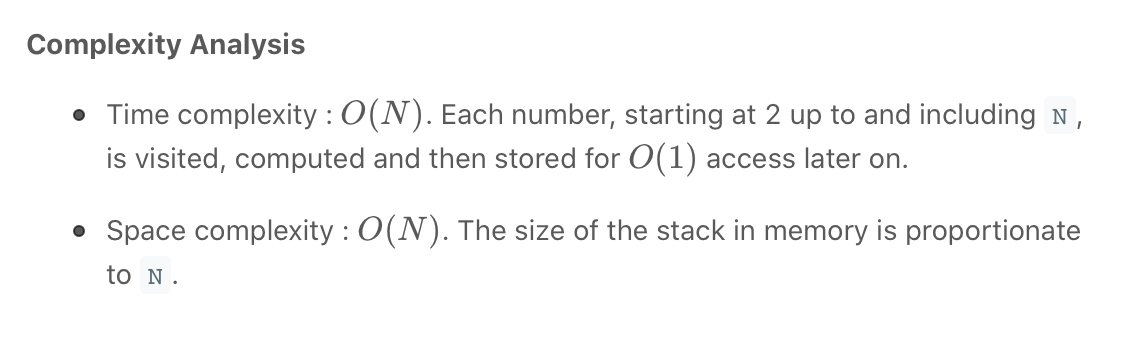 Complexity Analysis
• Time complexity : O(N). Each number, starting at 2 up to and including N ,
is visited, computed and then stored for O(1) access later on.
• Space complexity : O(N). The size of the stack in memory is proportionate
to N .